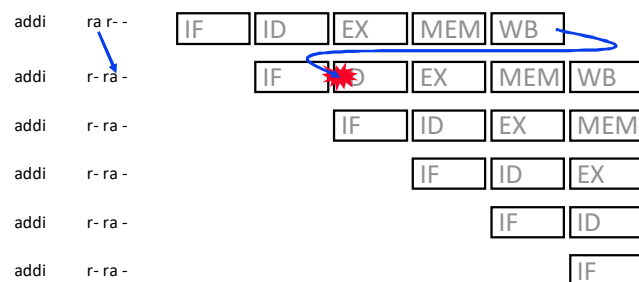 addi ra r- - IF ID EX MEM WB
addi r- ra - IF ID EX MEM WB
addi r- ra - IF ID EX MEM
addi r- ra - IF ID EX
addi r- ra - IF ID
addi r- ra - IF